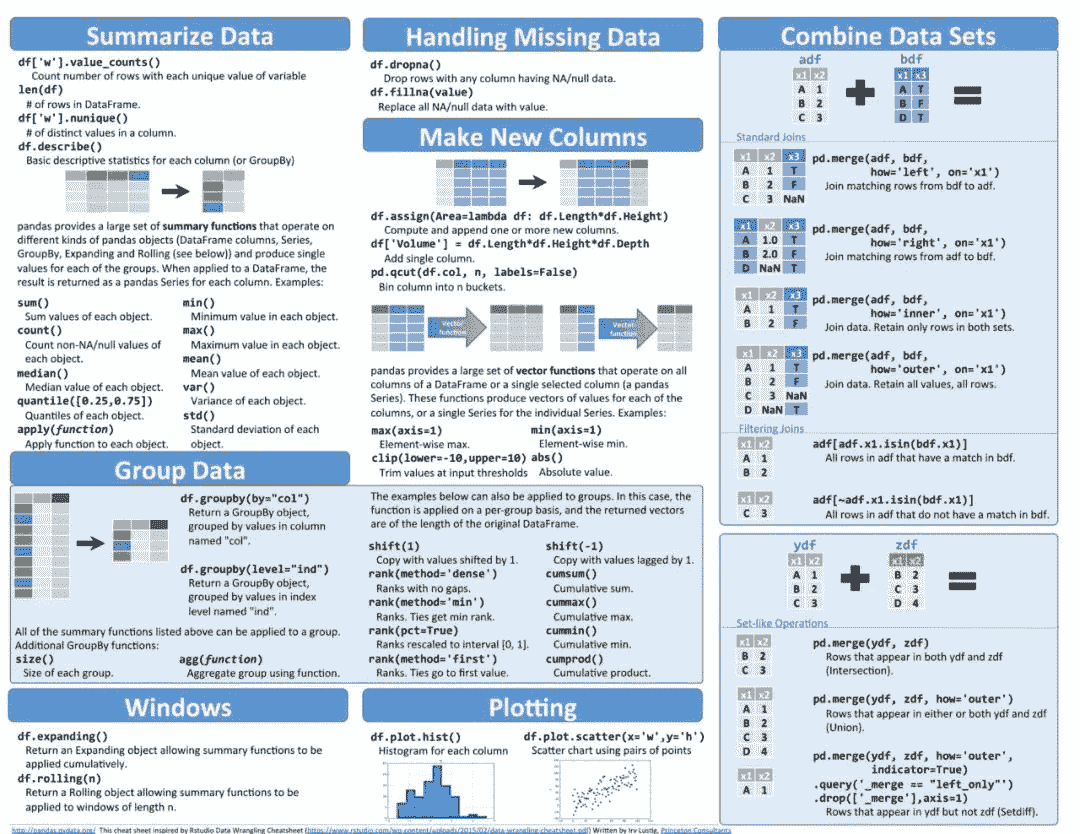 Summarize Data
df['w'].value_counts()
Count number of rows with each unique value of variable
len(df)
# of rows in DataFrame.
df['w'].nunique()
# of distinct values in a column.
df.describe()
Basic descriptive statistics for each column (or GroupBy)
pandas provides a large set of summary functions that operate on
different kinds of pandas objects (DataFrame columns, Series,
GroupBy, Expanding and Rolling (see below)) and produce single
values for each of the groups. When applied to a DataFrame, the
result is returned as a pandas Series for each column. Examples:
sum()
Sum values of each object.
count()
Count non-NA/null values of
each object.
median()
Median value of each object.
quantile([0.25,0.75])
Quantiles of each object.
apply(function)
Apply function to each object.
min()
Minimum value in each object.
max()
Maximum value in each object.
mean()
Mean value of each object.
var()
Variance of each object.
std()
Standard deviation of each
object.
Group Data
df.groupby(by="col")
Return a GroupBy object,
grouped by values in column
named "col".
df.groupby(level="ind")
Return a GroupBy object,
grouped by values in index
level named "ind".
All of the summary functions listed above can be applied to a group.
Additional GroupBy functions:
size()
Size of each group.
agg(function)
Aggregate group using function.
Windows
df.expanding()
Return an Expanding object allowing summary functions to be
applied cumulatively.
df.rolling(n)
Return a Rolling object allowing summary functions to be
applied to windows of length n.
Handling Missing Data
df.dropna()
Drop rows with any column having NA/null data.
df.fillna(value)
Replace all NA/null data with value.
Make New Columns
df.assign(Area=lambda df: df.Length*df.Height)
Compute and append one or more new columns.
df['Volume'] = df.Length*df.Height*df.Depth
Add single column.
pd.qcut(df.col, n, labels=False)
Bin column into n buckets.
Vector
function
Vector
function
pandas provides a large set of vector functions that operate on all
columns of a DataFrame or a single selected column (a pandas
Series). These functions produce vectors of values for each of the
columns, or a single Series for the individual Series. Examples:
max(axis=1)
Element-wise max.
clip(lower=-10,upper=10)
Trim values at input thresholds
min(axis=1)
Element-wise min.
abs()
Absolute value.
The examples below can also be applied to groups. In this case, the
function is applied on a per-group basis, and the returned vectors
are of the length of the original DataFrame.
shift(1)
Copy with values shifted by 1.
rank(method='dense')
Ranks with no gaps.
rank(method='min')
Ranks. Ties get min rank.
rank(pct=True)
Ranks rescaled to interval [0, 1].
rank(method='first')
Ranks. Ties go to first value.
shift(-1)
Copy with values lagged by 1.
cumsum()
Cumulative sum.
cummax()
Cumulative max.
cummin()
Cumulative min.
cumprod()
Cumulative product.
Plotting
df.plot.hist()
Histogram for each column
df.plot.scatter(x='w',y='h')
Scatter chart using pairs of points
Combine Data Sets
adf
x1 x2
A 1
B 2
C 3
bdf
x1 x3
A T
B F
D T
Standard Joins
x1 x2 x3
A 1 T
B 2 F
C 3 NaN
pd.merge(adf, bdf,
how='left', on='x1')
Join matching rows from bdf to adf.
x1 x2 x3
A 1.0 T
B 2.0 F
D NaN T
pd.merge(adf, bdf,
how='right', on='x1')
Join matching rows from adf to bdf.
x1 x2 x3
A 1 T
B 2 F
pd.merge(adf, bdf,
how='inner', on='x1')
Join data. Retain only rows in both sets.
x1 x2 x3
A 1 T
B 2 F
C 3 NaN
D NaN T
pd.merge(adf, bdf,
how='outer', on='x1')
Join data. Retain all values, all rows.
Filtering Joins
x1 x2
A 1
B 2
adf[adf.x1.isin(bdf.x1)]
All rows in adf that have a match in bdf.
x1 x2
C 3
adf[~adf.x1.isin(bdf.x1)]
All rows in adf that do not have a match in bdf.
ydf
x1 x2
A 1
B 2
C 3
zdf
x1 x2
B 2
C 3
D 4
Set-like Operations
x1 x2
B 2
C 3
pd.merge(ydf, zdf)
Rows that appear in both ydf and zdf
(Intersection).
x1 x2
A 1
B 2
C 3
D 4
pd.merge(ydf, zdf, how='outer')
Rows that appear in either or both ydf and zdf
(Union).
x1 x2
A 1
pd.merge(ydf, zdf, how='outer',
indicator=True)
.query('_merge == "left_only"')
.drop(['_merge'],axis=1)
Rows that appear in ydf but not zdf (Setdiff).
http://pandas.pydata.org/ This cheat sheet inspired by Rstudio Data Wrangling Cheatsheet (https://www.rstudio.com/wp-content/uploads/2015/02/data-wrangling-cheatsheet.pdf) Written by Irv Lustig, Princeton Consultants